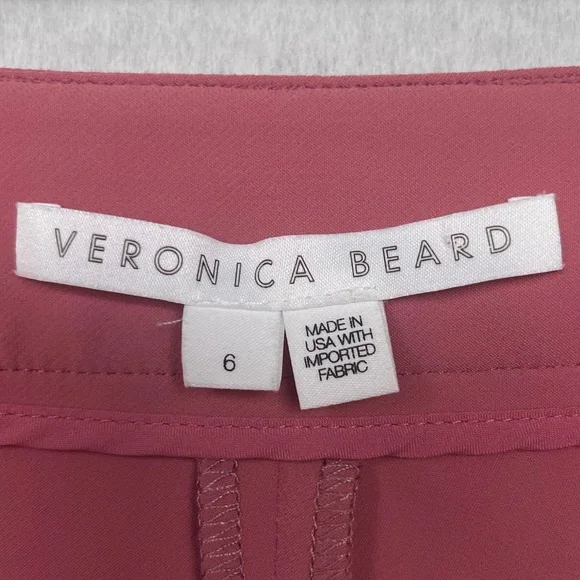 VERONICA BEARD
6
MADE IN
USA WITH
IMPORTED
FABRIC